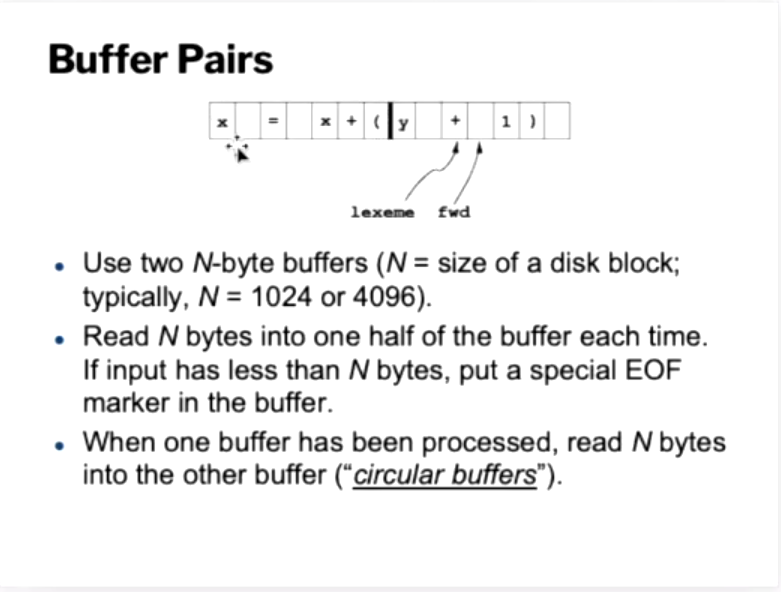 Buffer Pairs
x = x + ( y + 1 )
lexeme fwd
• Use two N-byte buffers (N = size of a disk block;
typically, N = 1024 or 4096).
• Read N bytes into one half of the buffer each time.
If input has less than N bytes, put a special EOF
marker in the buffer.
• When one buffer has been processed, read N bytes
into the other buffer (“circular buffers”).